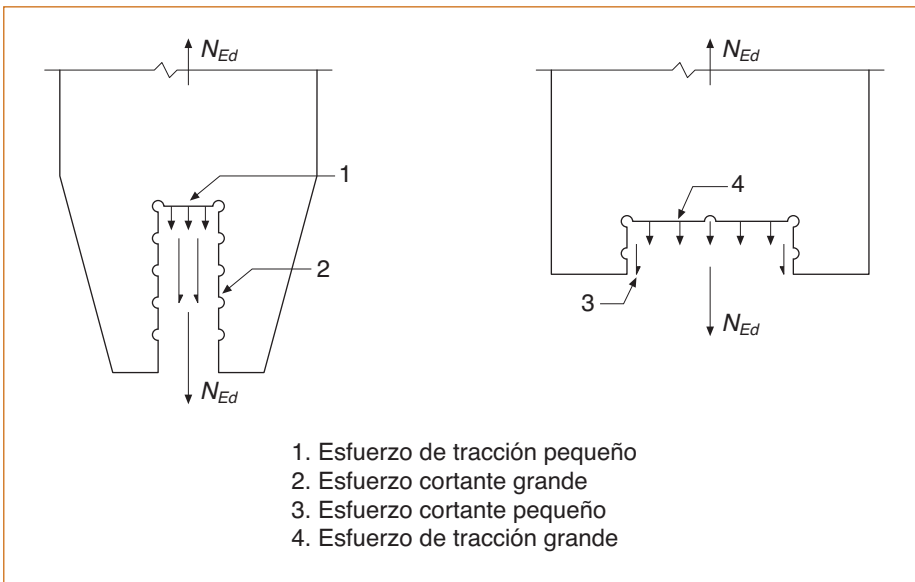 N_Ed
N_Ed
1
4
2
3
N_Ed
N_Ed
1. Esfuerzo de tracción pequeño
2. Esfuerzo cortante grande
3. Esfuerzo cortante pequeño
4. Esfuerzo de tracción grande